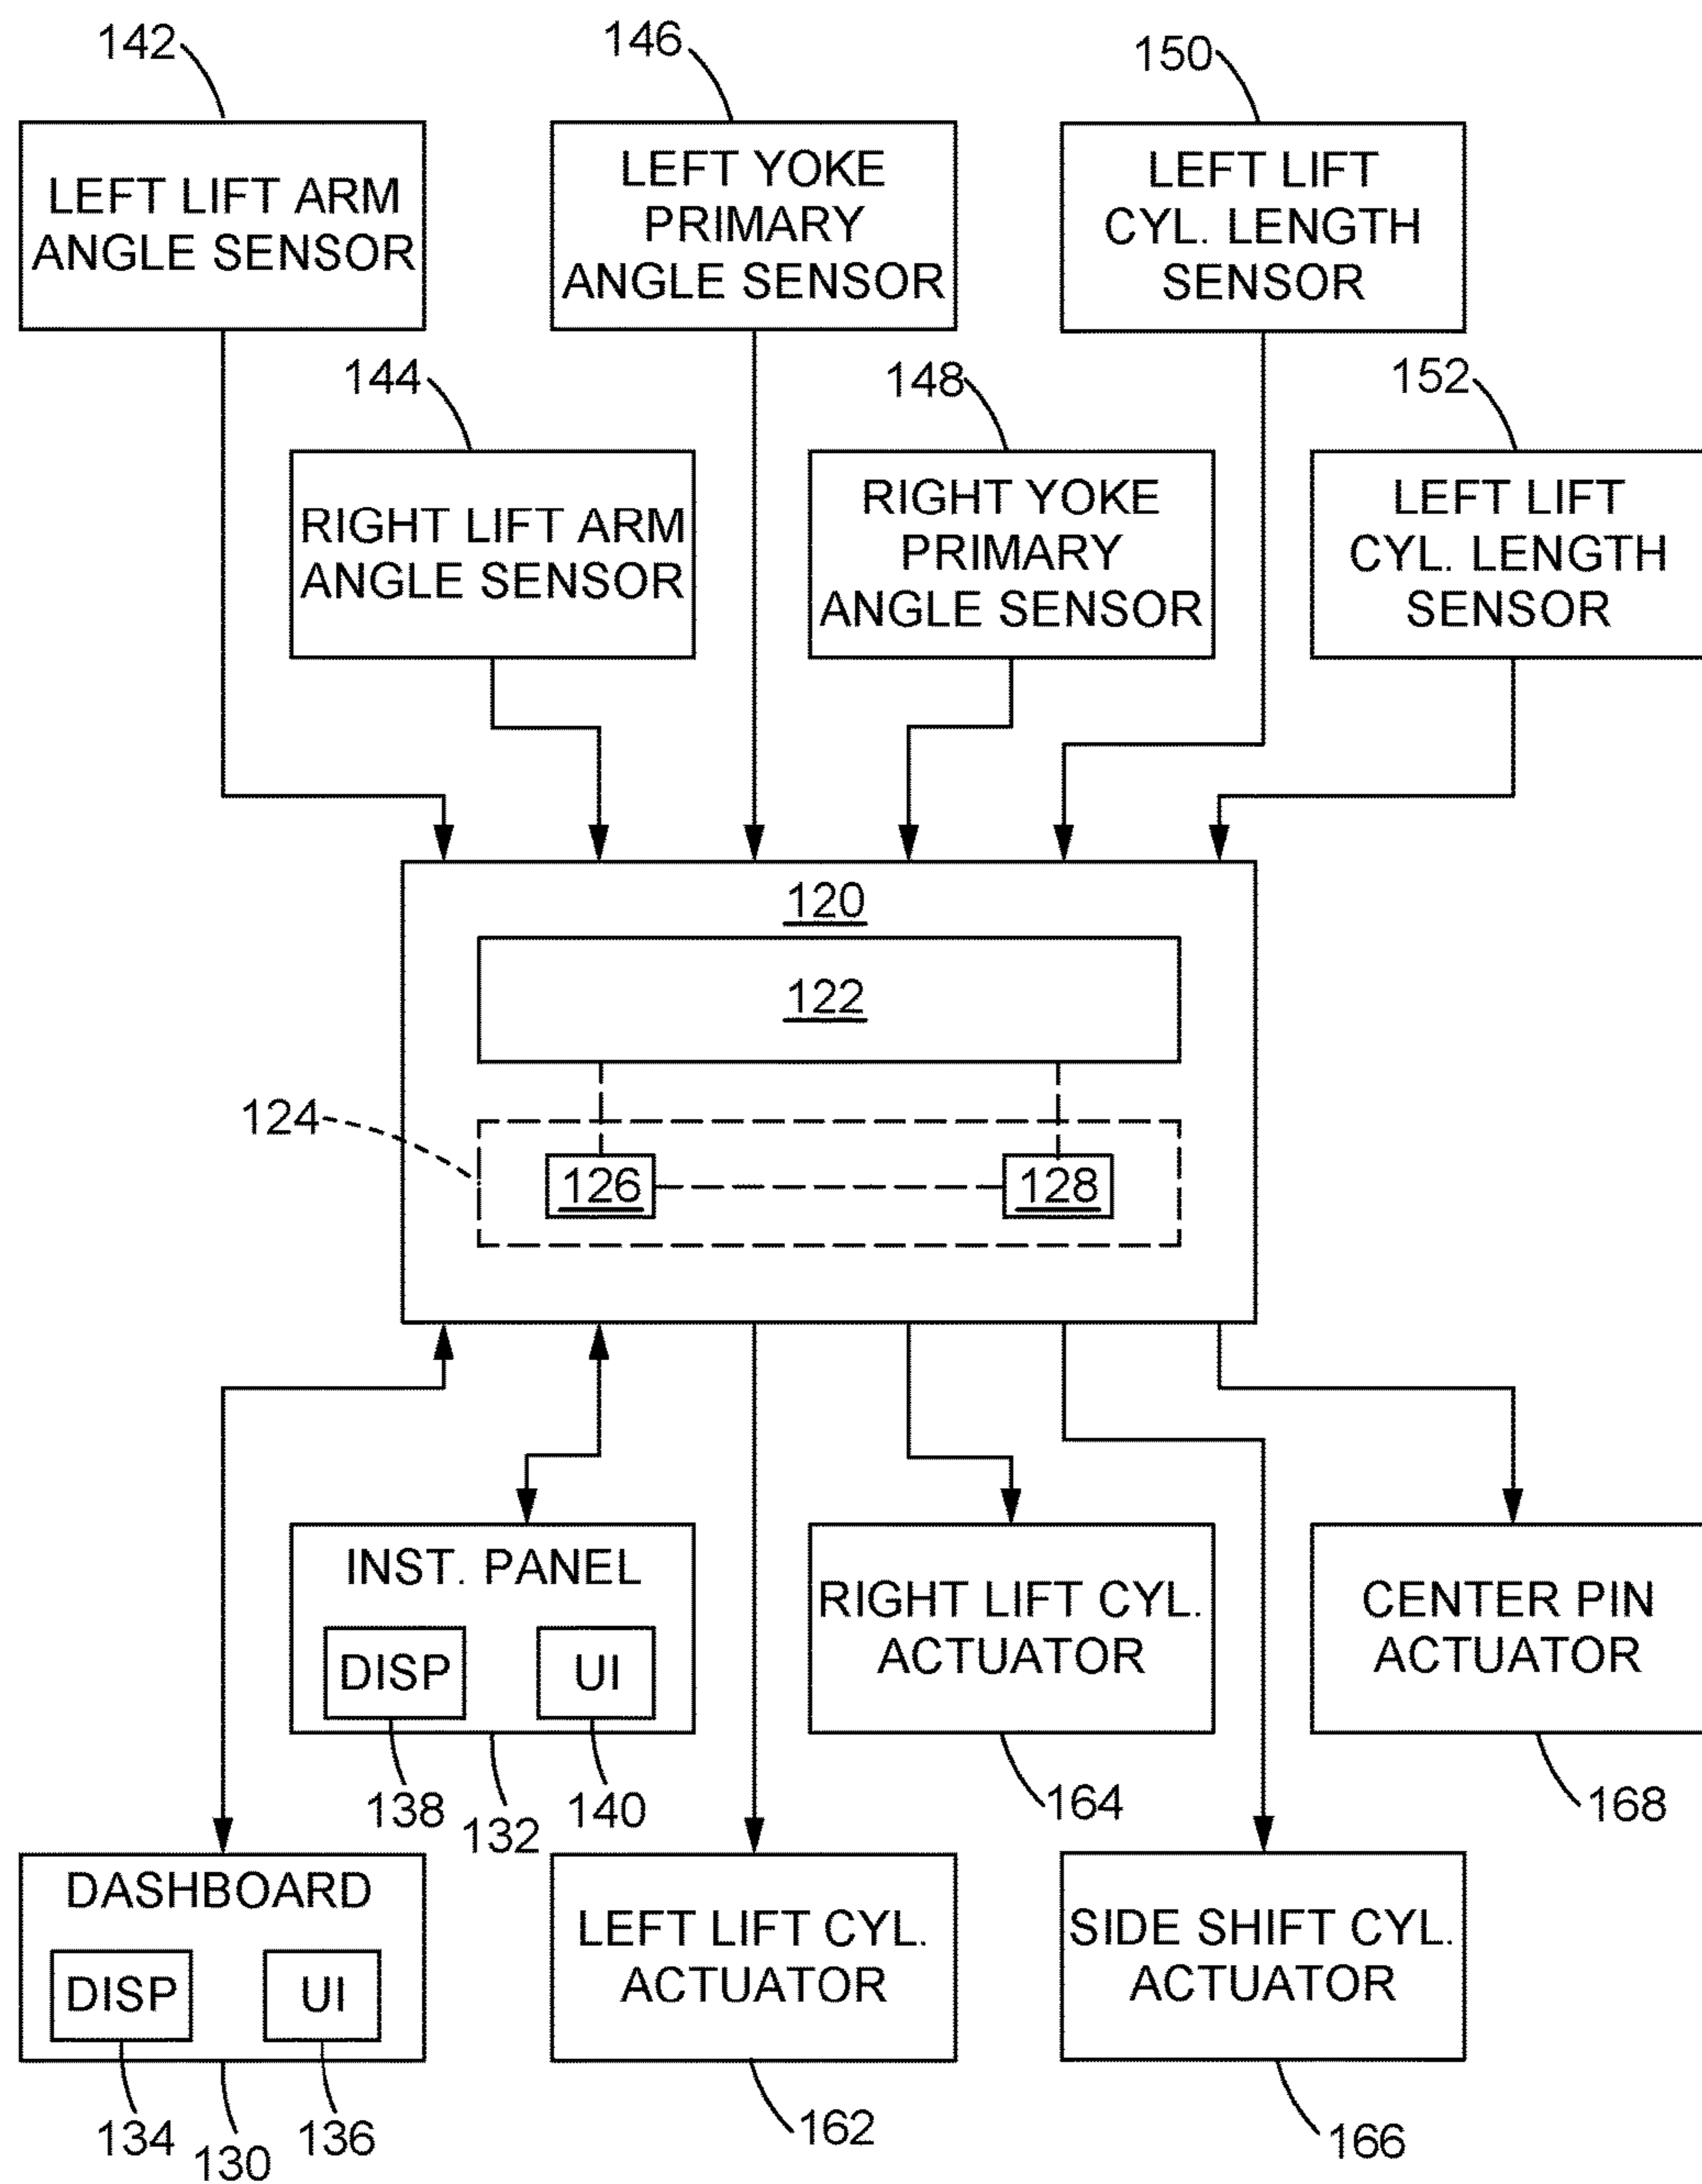 142
146
150
LEFT LIFT ARM
ANGLE SENSOR
LEFT YOKE
PRIMARY
ANGLE SENSOR
LEFT LIFT
CYL. LENGTH
SENSOR
144
148
152
RIGHT LIFT ARM
ANGLE SENSOR
RIGHT YOKE
PRIMARY
ANGLE SENSOR
LEFT LIFT
CYL. LENGTH
SENSOR
120
122
124
126
128
INST. PANEL
DISP
UI
138
132
140
RIGHT LIFT CYL.
ACTUATOR
164
CENTER PIN
ACTUATOR
168
DASHBOARD
DISP
UI
134
130
136
LEFT LIFT CYL.
ACTUATOR
162
SIDE SHIFT CYL.
ACTUATOR
166